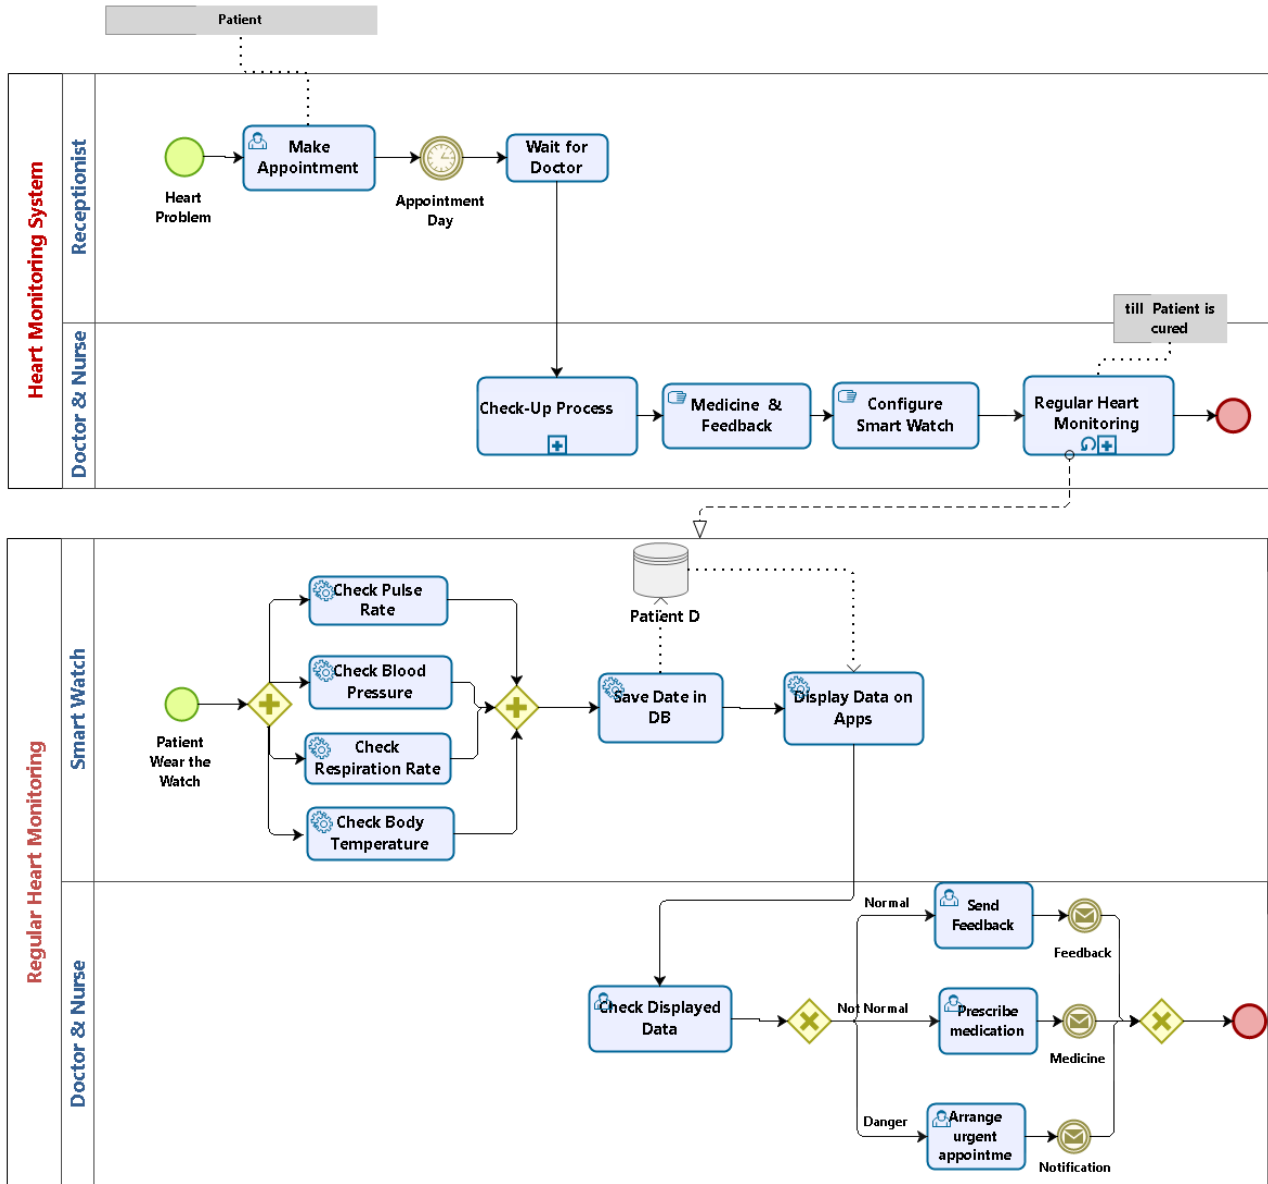 Patient
Heart Monitoring System
Receptionist
Heart
Problem
Make
Appointment
Appointment
Day
Wait for
Doctor
till Patient is
cured
Doctor & Nurse
Check-Up Process
Medicine &
Feedback
Configure
Smart Watch
Regular Heart
Monitoring
Regular Heart Monitoring
Smart Watch
Patient
Wear the
Watch
Check Pulse
Rate
Check Blood
Pressure
Check
Respiration Rate
Check Body
Temperature
Patient D
Save Date in
DB
Display Data on
Apps
Doctor & Nurse
Check Displayed
Data
Normal
Send
Feedback
Feedback
Not Normal
Prescribe
medication
Medicine
Danger
Arrange
urgent
appointme
Notification